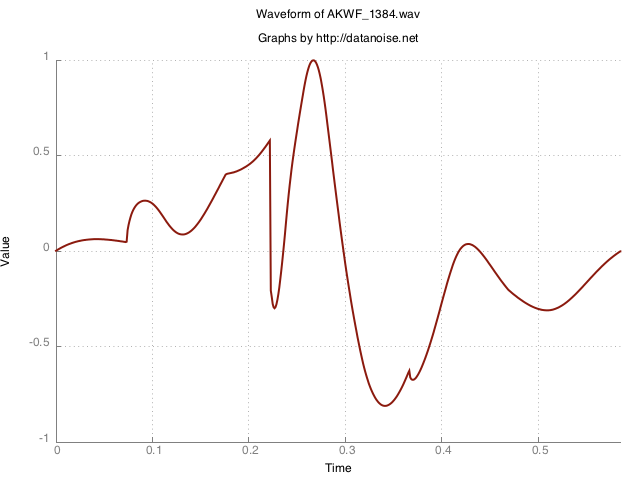 Waveform of AKWF_1384.wav
Graphs by http://datanoise.net
1
0.5
0
-0.5
-1
Value
0 0.1 0.2 0.3 0.4 0.5
Time